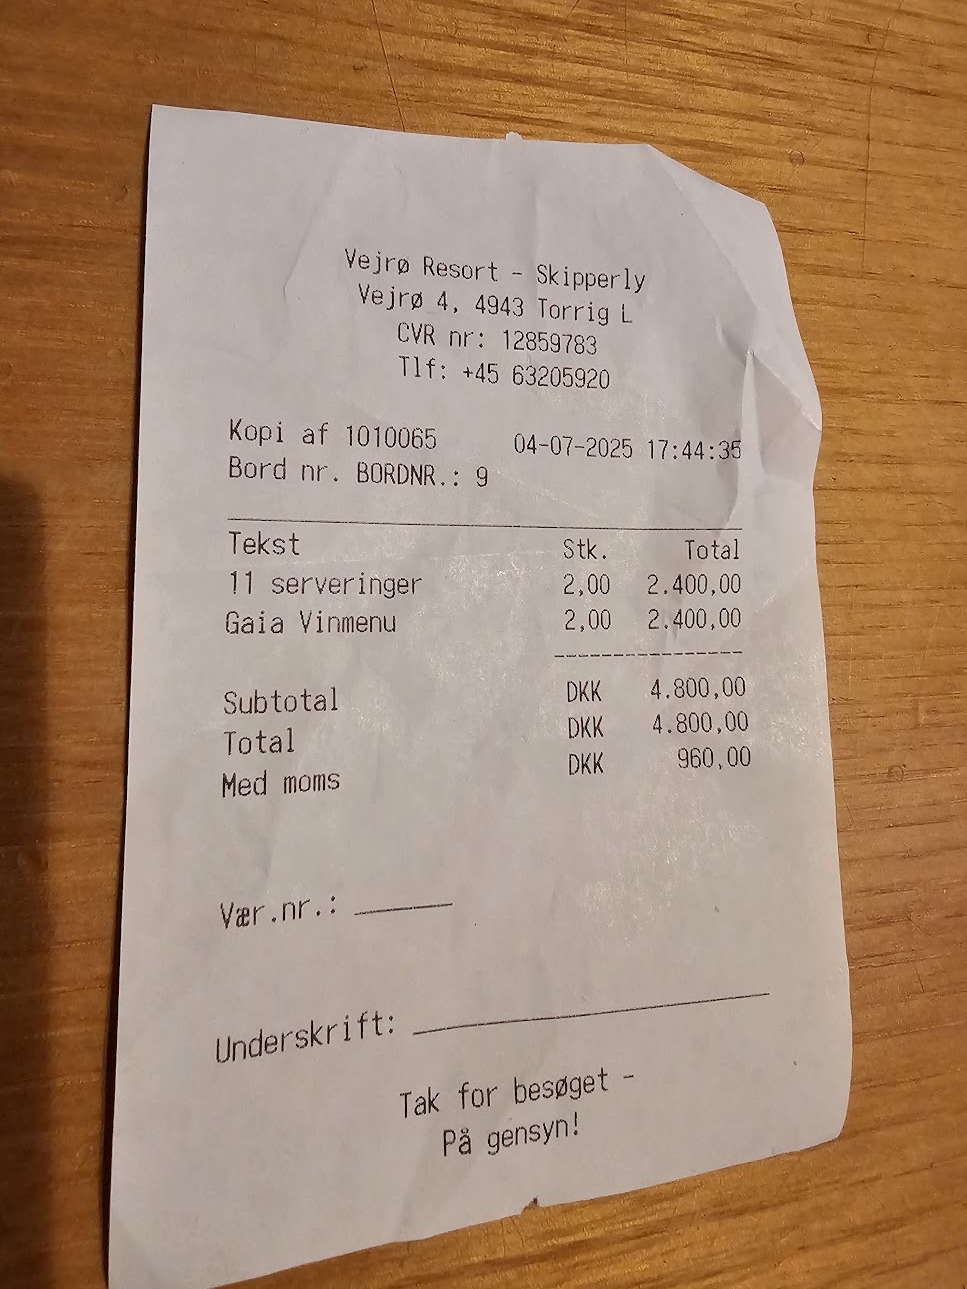 Vejrø Resort - Skipperly
Vejrø 4, 4943 Torrig L
CVR nr: 12859783
Tlf: +45 63205920
Kopi af 1010065 04-07-2025 17:44:35
Bord nr. BORDNR.: 9
Tekst Stk. Total
11 serveringer 2,00 2.400,00
Gaia Vinmenu 2,00 2.400,00
Subtotal DKK 4.800,00
Total DKK 4.800,00
Med moms DKK 960,00
Vær.nr.:
Underskrift:
Tak for besøget -
På gensyn!